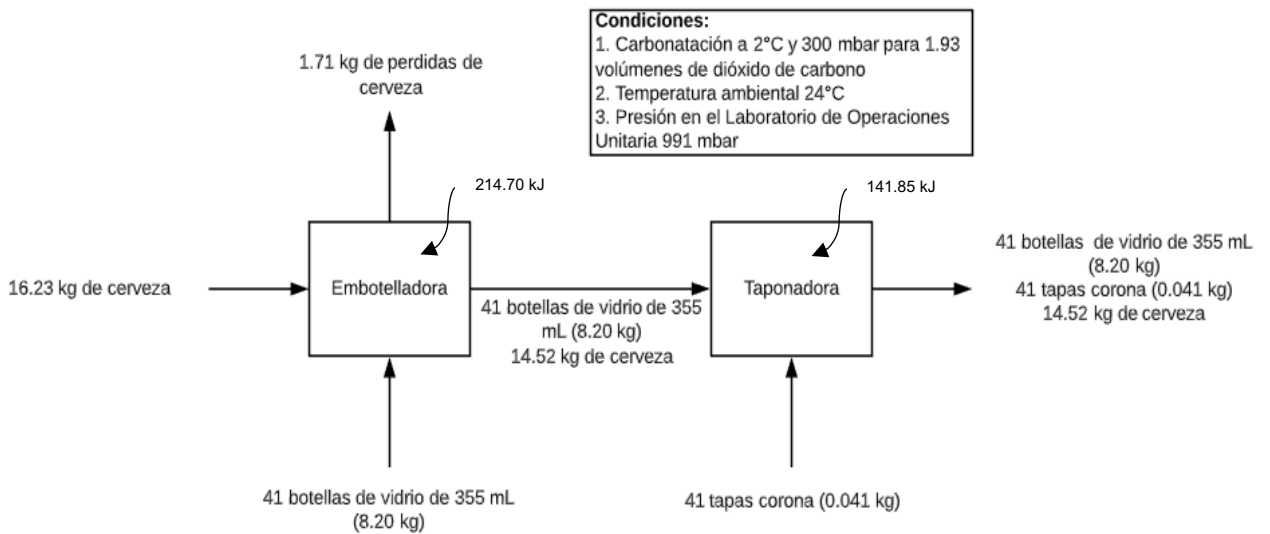 Condiciones:
1. Carbonatación a 2°C y 300 mbar para 1.93
volúmenes de dióxido de carbono
2. Temperatura ambiental 24°C
3. Presión en el Laboratorio de Operaciones
Unitaria 991 mbar
1.71 kg de perdidas de
cerveza
214.70 kJ
141.85 kJ
16.23 kg de cerveza
Embotelladora
41 botellas de vidrio de 355
mL (8.20 kg)
14.52 kg de cerveza
Taponadora
41 botellas de vidrio de 355 mL
(8.20 kg)
41 tapas corona (0.041 kg)
14.52 kg de cerveza
41 botellas de vidrio de 355 mL
(8.20 kg)
41 tapas corona (0.041 kg)